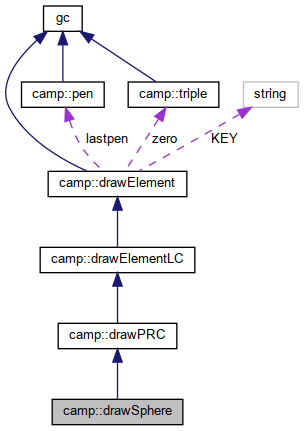 gc
camp::pen
camp::triple
string
lastpen
zero
KEY
camp::drawElement
camp::drawElementLC
camp::drawPRC
camp::drawSphere